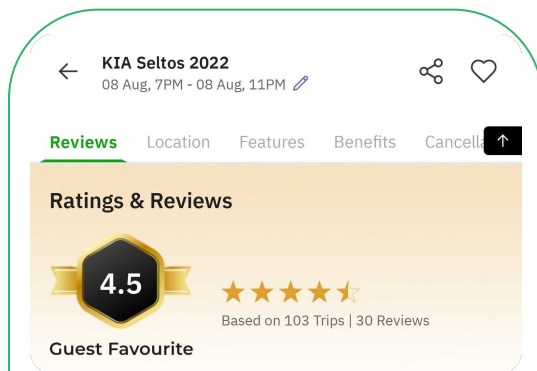 KIA Seltos 2022
08 Aug, 7PM - 08 Aug, 11PM
Reviews Location Features Benefits
Ratings & Reviews
4.5
Based on 103 Trips | 30 Reviews
Guest Favourite